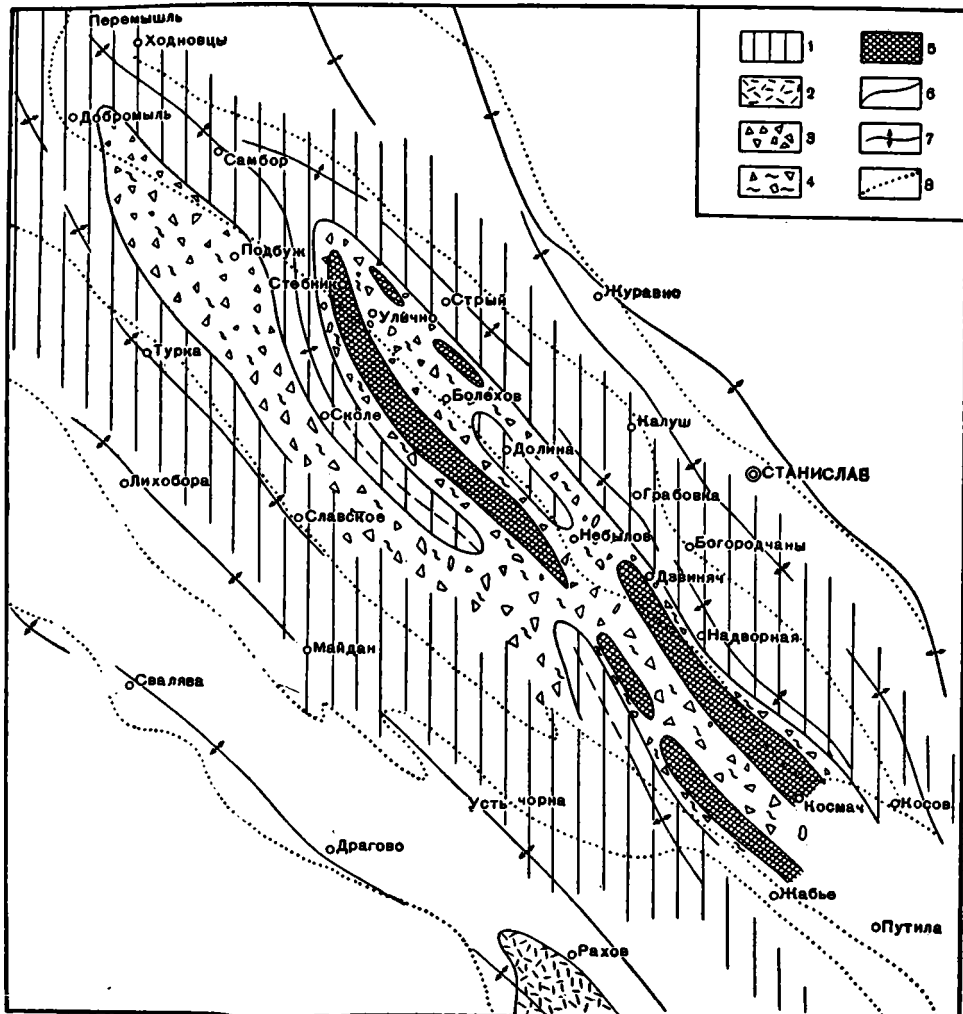 Перемышль
Ходновцы
1
5
2
6
Добромыль
3
7
Самбор
4
8
Подбуж
Стебник
Журавно
Стрый
Улично
Турка
Болехов
Сколе
Калуш
Долина
СТАНИСЛАВ
Лихобора
Грабовка
Славское
Небылов
Богородчаны
Дзвиняч
Надворная
Майдан
Свалява
Усть-чорна
Космач
Косов
Драгово
Жабье
Путила
Рахов